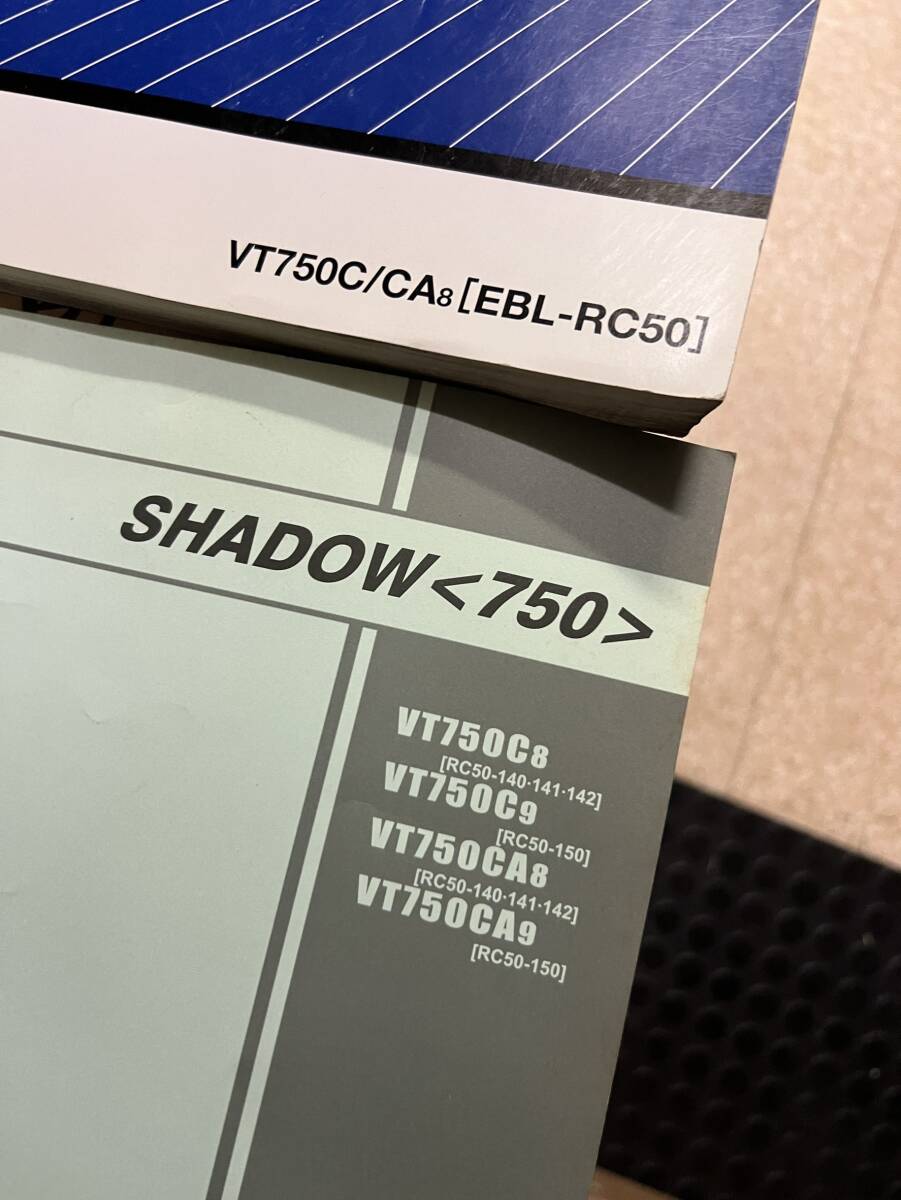 VT750C/CA8 [EBL-RC50]
SHADOW<750>
VT750C8
[RC50-140·141·142]
VT750C9
[RC50-150]
VT750CA8
[RC50-140·141·142]
VT750CA9
[RC50-150]